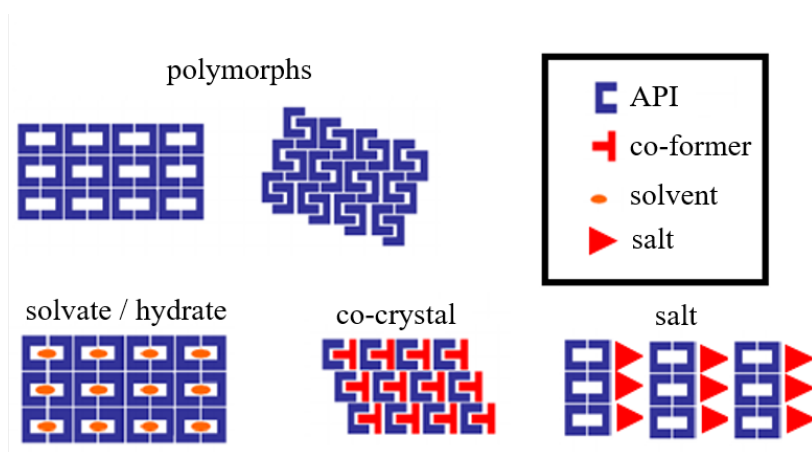 polymorphs
API
co-former
solvent
salt
solvate / hydrate
co-crystal
salt